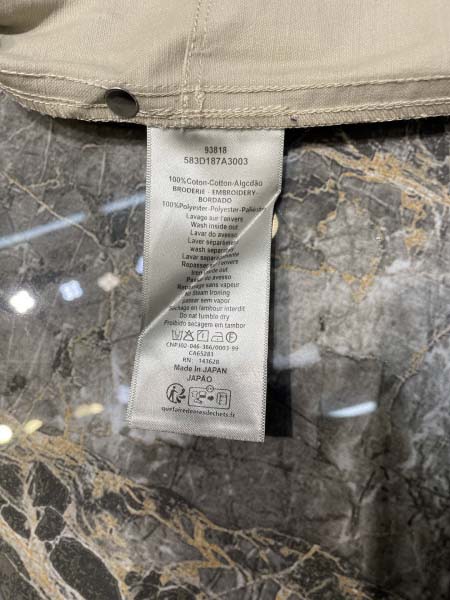 93818
583D187A3003
100%Coton-Cotton-Algodão
BRODERIE - EMBROIDERY
BORDADO
100%Polyester-Polyester-Poliéster
Lavage sur l'envers
Wash inside out
Lavar do avesso
Laver séparément
wash separately
Lavar separadamente
Repasser sur l'envers
Iron inside out
Passar do avesso
Repassage sans vapeur
No Steam Ironing
passar sem vapor
Séchage en tambour interdit
Do not tumble dry
Proibido secagem em tambor
CA65283
RN: 143628
Made In JAPAN
JAPÃO
quefairedemesdechets.fr